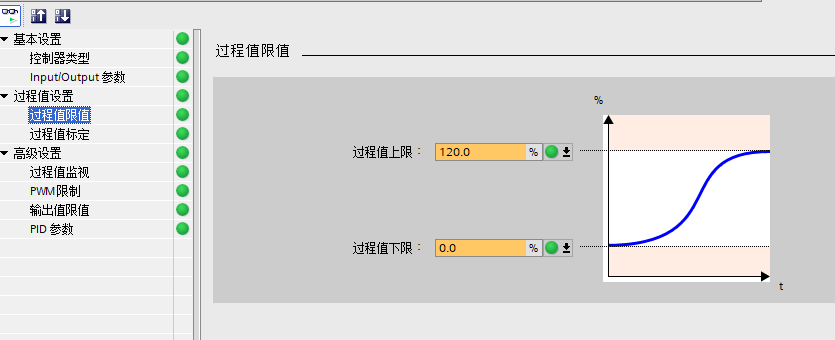 基本设置
控制器类型
Input/Output 参数
过程值设置
过程值限值
过程值标定
高级设置
过程值监视
PWM 限制
输出值限值
PID 参数
过程值限值
%
过程值上限： 120.0 %
过程值下限： 0.0 %
t